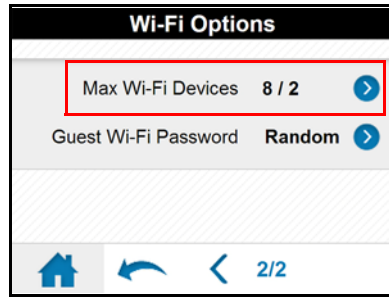 Wi-Fi Options
Max Wi-Fi Devices 8 / 2
Guest Wi-Fi Password Random
2/2